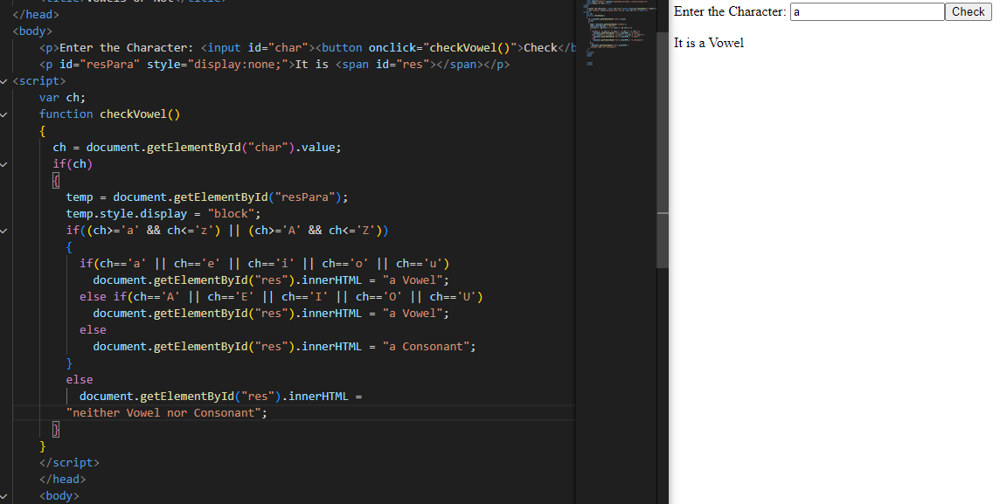 <title>Vowels or Not</title>
</head>
<body>
<p>Enter the Character: <input id="char"><button onclick="checkVowel()">Check</b
<p id="resPara" style="display:none;">It is <span id="res"></span></p>
<script>
var ch;
function checkVowel()
{
ch = document.getElementById("char").value;
if(ch)
{
temp = document.getElementById("resPara");
temp.style.display = "block";
if((ch>='a' && ch<='z') || (ch>='A' && ch<='Z'))
{
if(ch=='a' || ch=='e' || ch=='i' || ch=='o' || ch=='u')
document.getElementById("res").innerHTML = "a Vowel";
else if(ch=='A' || ch=='E' || ch=='I' || ch=='O' || ch=='U')
document.getElementById("res").innerHTML = "a Vowel";
else
document.getElementById("res").innerHTML = "a Consonant";
}
else
document.getElementById("res").innerHTML =
"neither Vowel nor Consonant";
}
}
</script>
</head>
<body>
Enter the Character: a Check
It is a Vowel